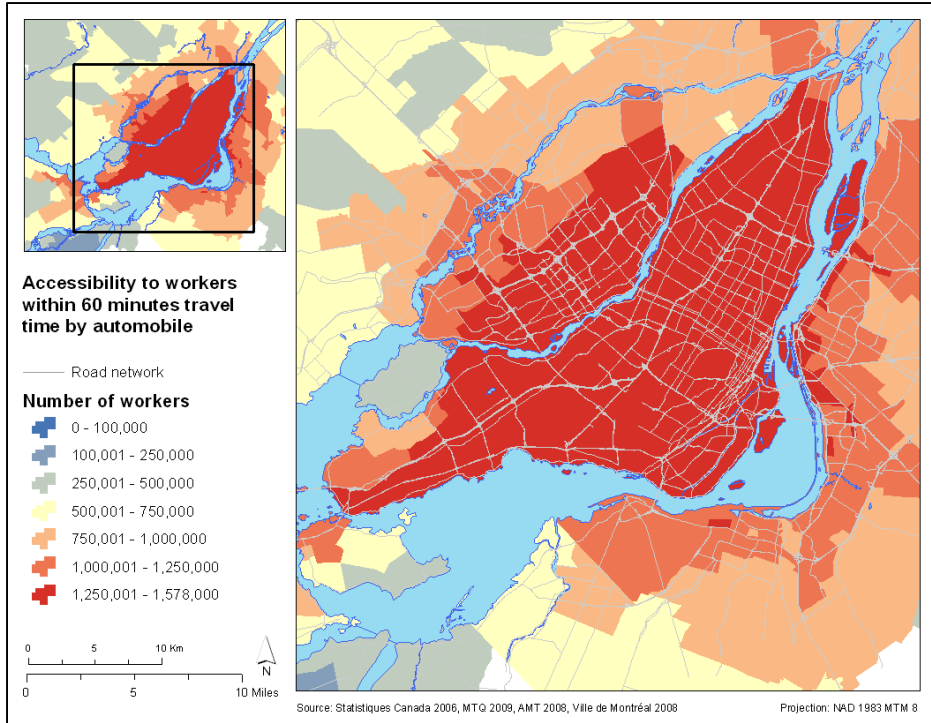 Accessibility to workers
within 60 minutes travel
time by automobile
Road network
Number of workers
0 - 100,000
100,001 - 250,000
250,001 - 500,000
500,001 - 750,000
750,001 - 1,000,000
1,000,001 - 1,250,000
1,250,001 - 1,578,000
0 5 10 Km
N
0 5 10 Miles
Source: Statistiques Canada 2006, MTQ 2009, AMT 2008, Ville de Montréal 2008
Projection: NAD 1983 MTM 8